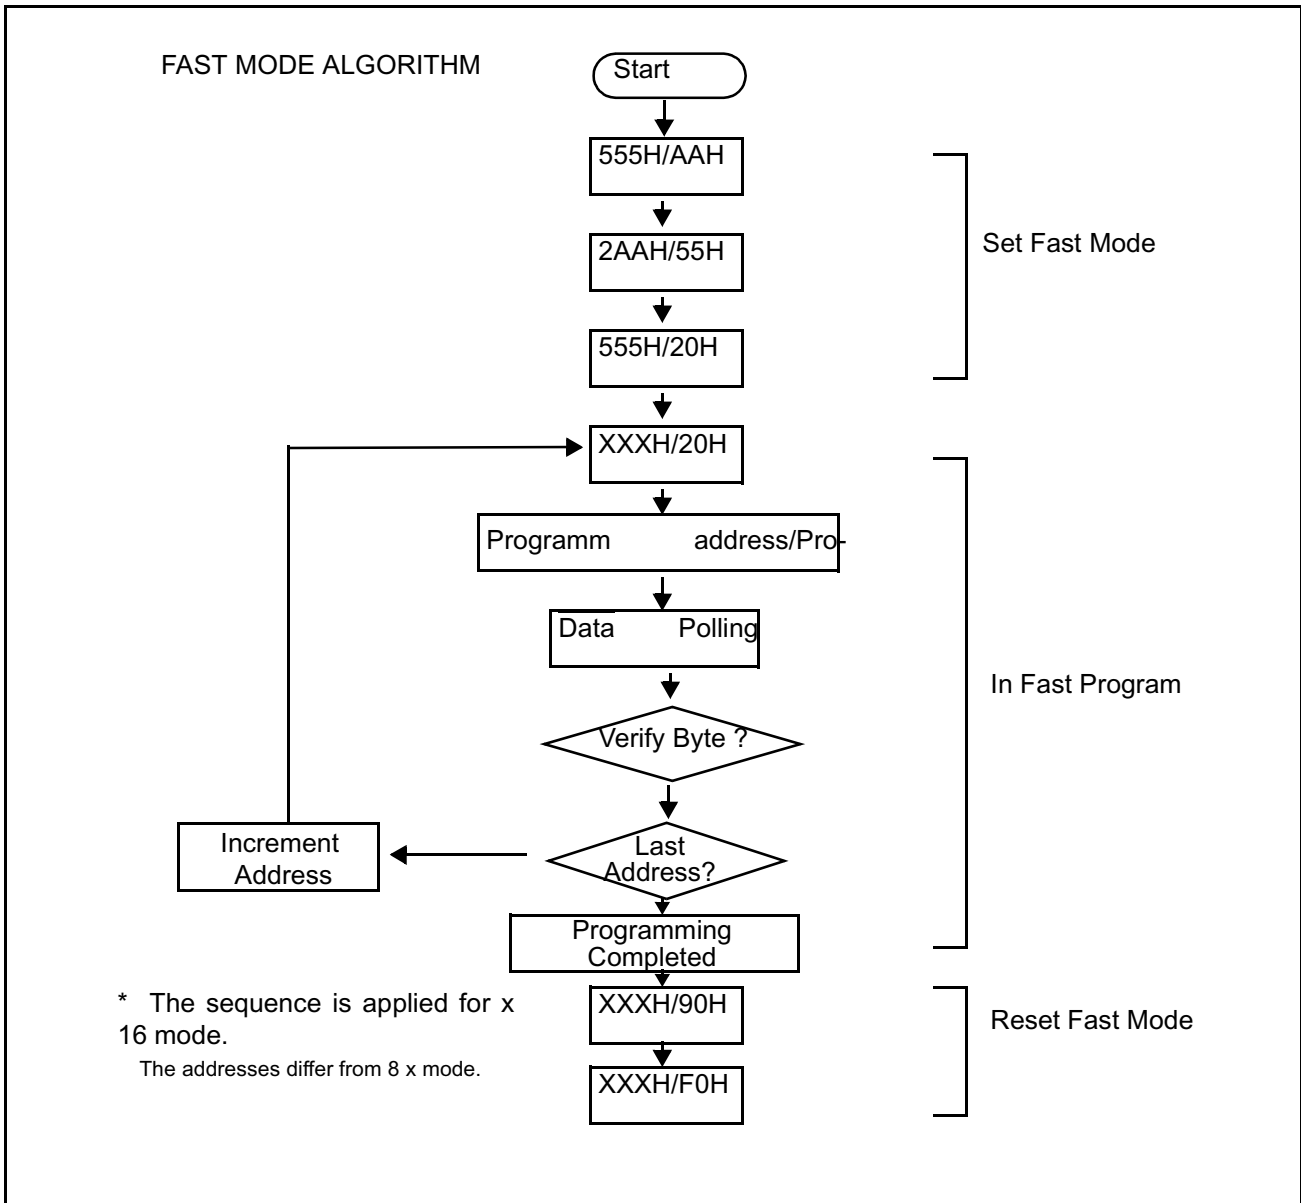 FAST MODE ALGORITHM
Start
555H/AAH
2AAH/55H
Set Fast Mode
555H/20H
XXXH/20H
Programm address/Pro-
Data Polling
In Fast Program
Verify Byte ?
Last
Address?
Increment
Address
Programming
Completed
* The sequence is applied for x
16 mode.
The addresses differ from 8 x mode.
XXXH/90H
Reset Fast Mode
XXXH/F0H